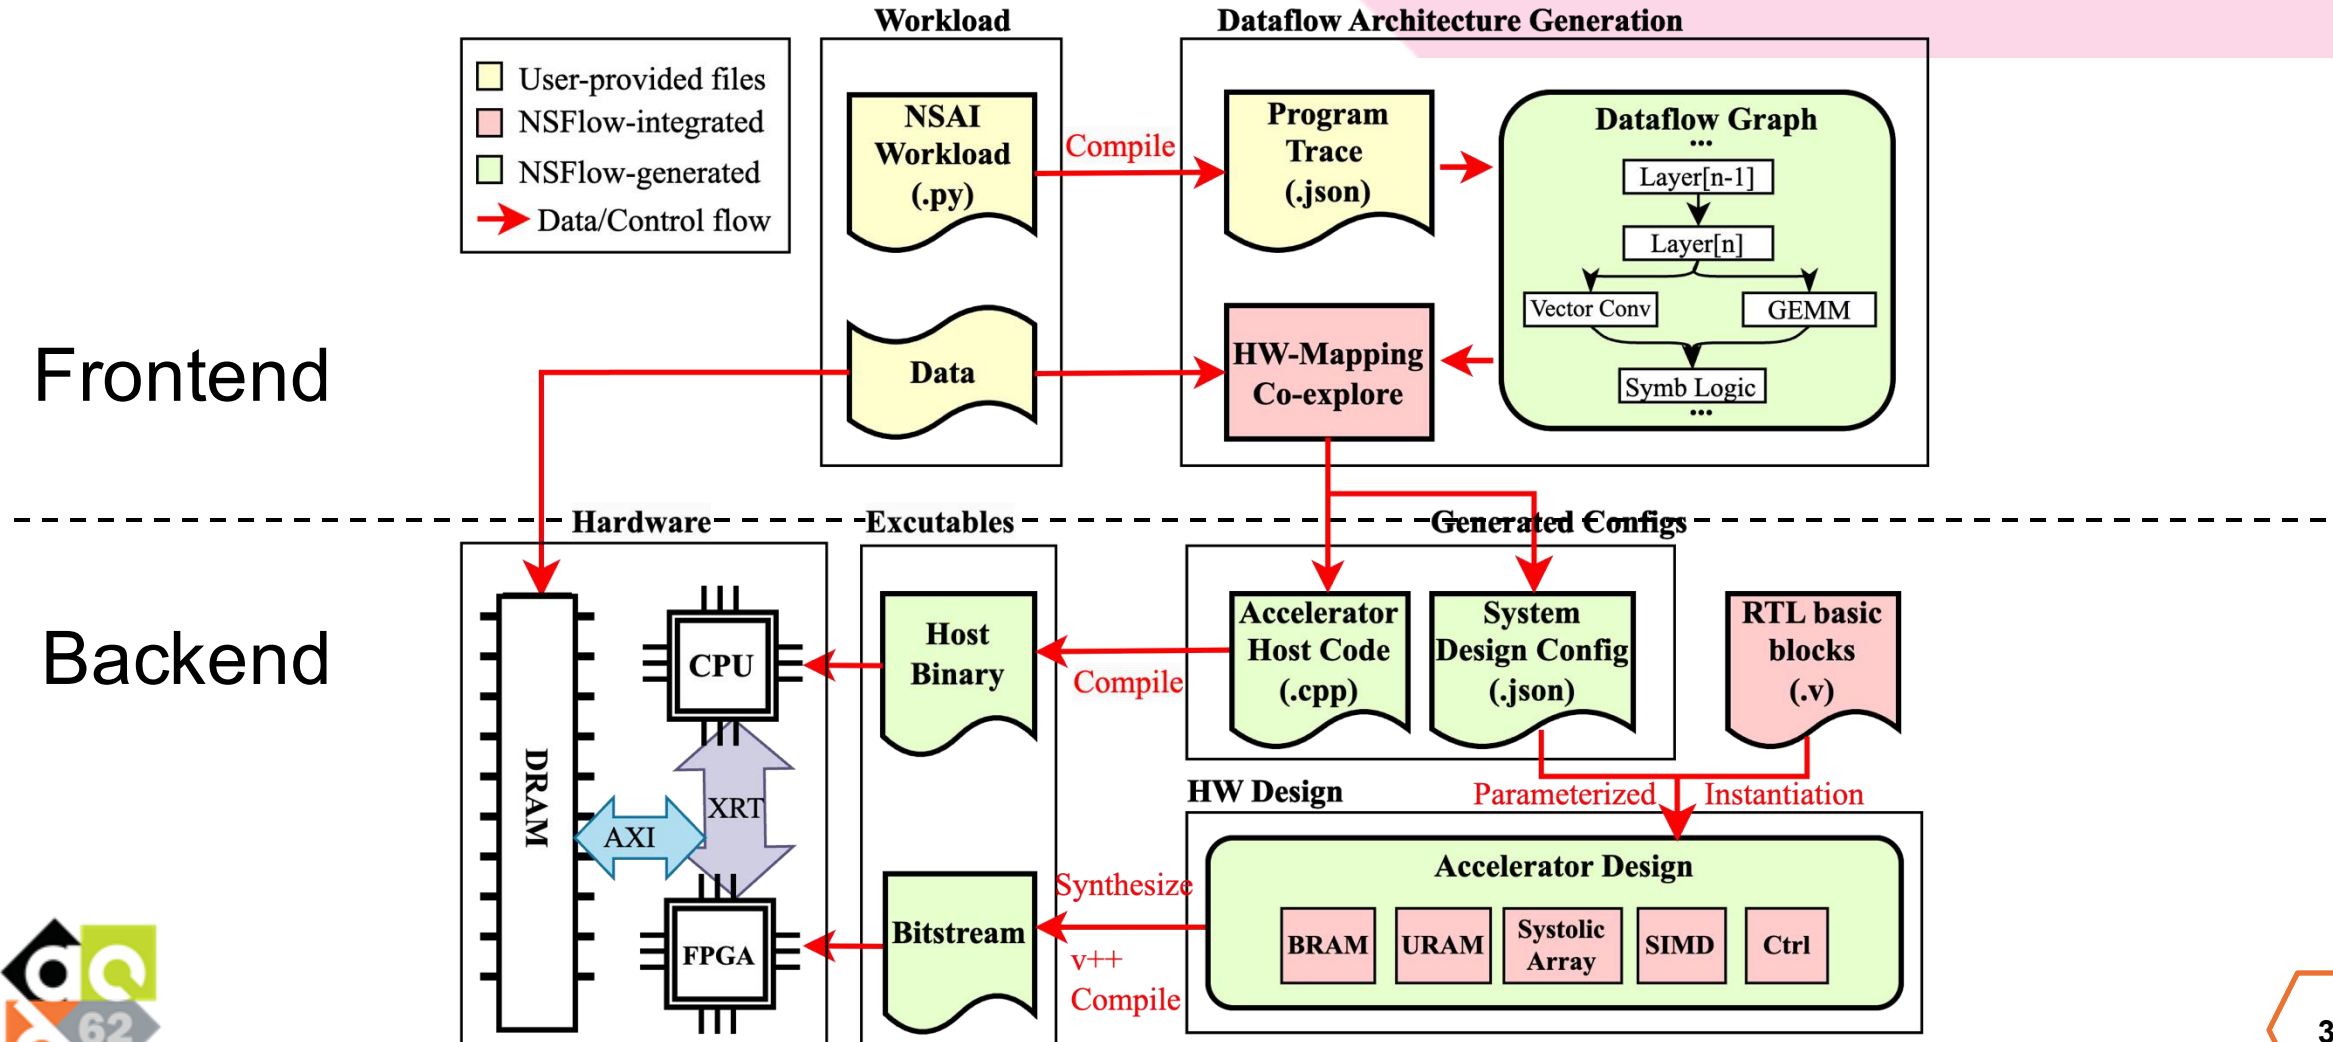 Workload
Dataflow Architecture Generation
User-provided files
NSFlow-integrated
NSFlow-generated
Data/Control flow
NSAI
Workload
(.py)
Compile
Program
Trace
(.json)
Dataflow Graph
...
Layer[n-1]
Layer[n]
Vector Conv
GEMM
Symb Logic
...
Data
HW-Mapping
Co-explore
Frontend
Backend
Hardware
Excutables
Generated Configs
DRAM
CPU
XRT
AXI
FPGA
Host
Binary
Bitstream
Compile
Accelerator
Host Code
(.cpp)
System
Design Config
(.json)
RTL basic
blocks
(.v)
HW Design
Parameterized
Instantiation
Synthesize
v++
Compile
Accelerator Design
BRAM
URAM
Systolic
Array
SIMD
Ctrl
62
3